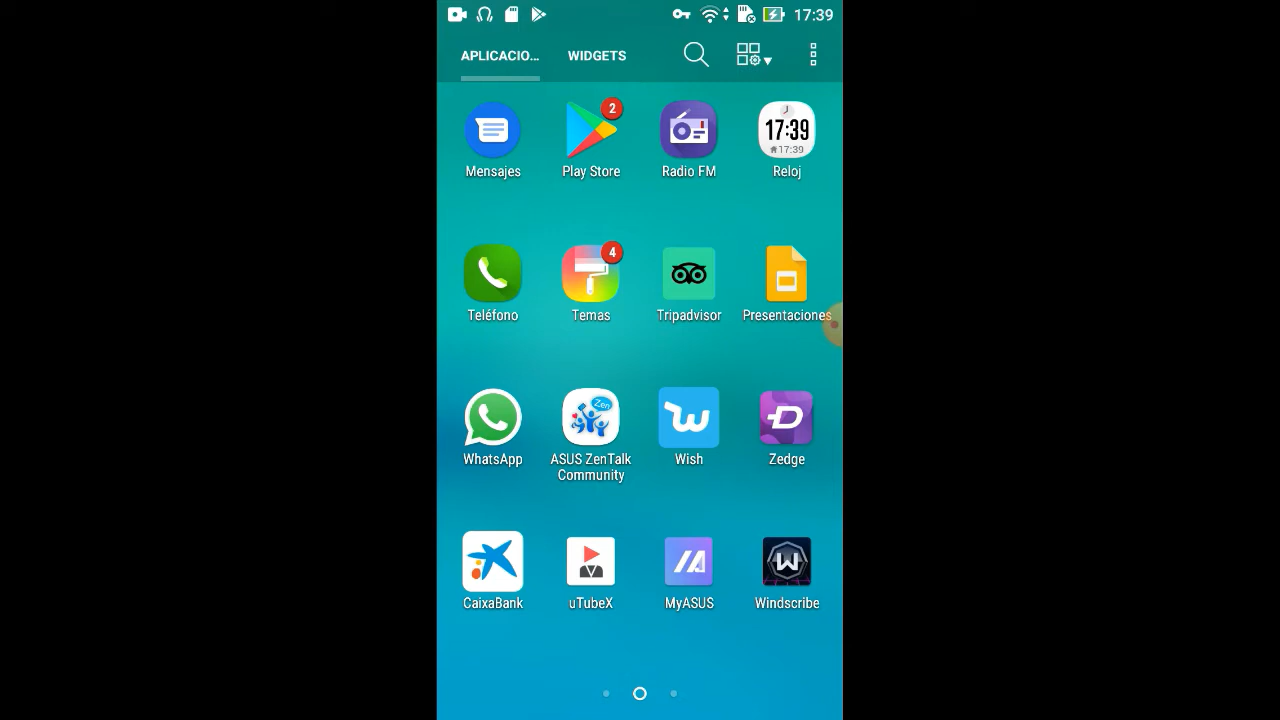 17:39
APLICACIO...
WIDGETS
2
17:39
17:39
Mensajes
Play Store
Radio FM
Reloj
4
Teléfono
Temas
Tripadvisor
Presentaciones
Zen
WhatsApp
ASUS ZenTalk
Community
Wish
Zedge
CaixaBank
uTubeX
MyASUS
Windscribe